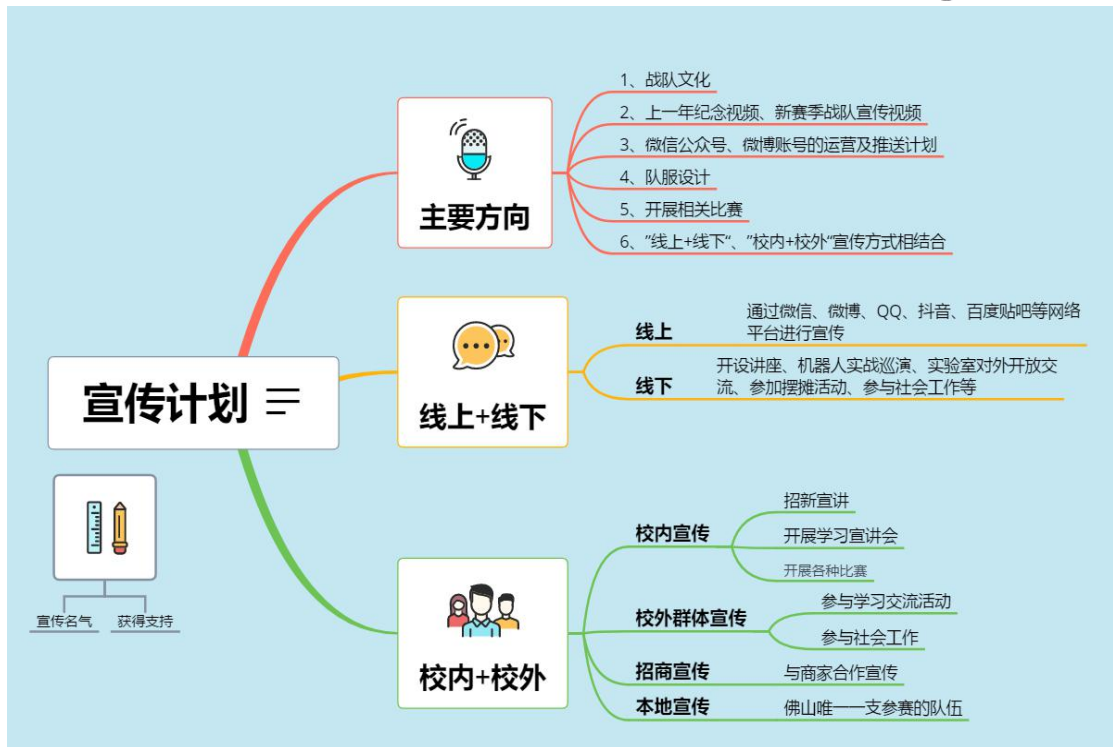 宣传计划
宣传名气
获得支持
主要方向
1、战队文化
2、上一年纪念视频、新赛季战队宣传视频
3、微信公众号、微博账号的运营及推送计划
4、队服设计
5、开展相关比赛
6、”线上+线下“、”校内+校外“宣传方式相结合
线上+线下
线上
通过微信、微博、QQ、抖音、百度贴吧等网络
平台进行宣传
线下
开设讲座、机器人实战巡演、实验室对外开放交
流、参加摆摊活动、参与社会工作等
校内+校外
校内宣传
招新宣讲
开展学习宣讲会
开展各种比赛
校外群体宣传
参与学习交流活动
参与社会工作
招商宣传
与商家合作宣传
本地宣传
佛山唯一一支参赛的队伍